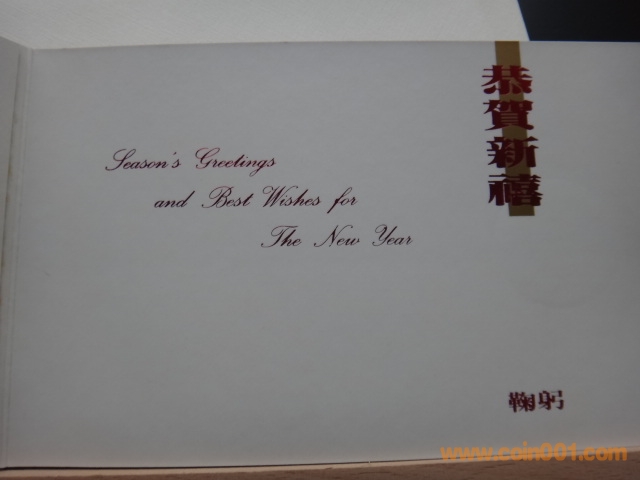 Season's Greetings
and Best Wishes for
The New Year
恭賀新禧
鞠躬
www.coin001.com